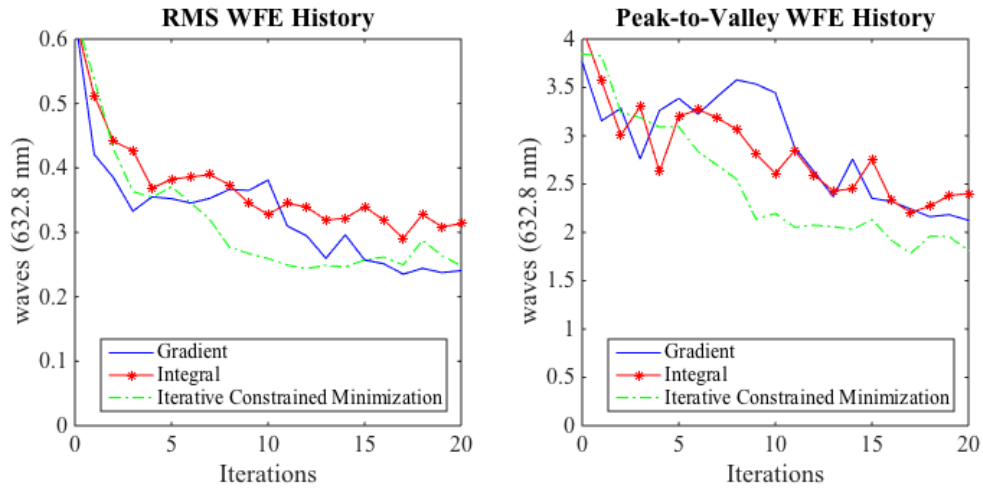 RMS WFE History
0.6
0.5
0.4
0.3
0.2
0.1
0
waves (632.8 nm)
Gradient
Integral
Iterative Constrained Minimization
0 5 10 15 20
Iterations
Peak-to-Valley WFE History
4
3.5
3
2.5
2
1.5
1
0.5
0
waves (632.8 nm)
Gradient
Integral
Iterative Constrained Minimization
0 5 10 15 20
Iterations